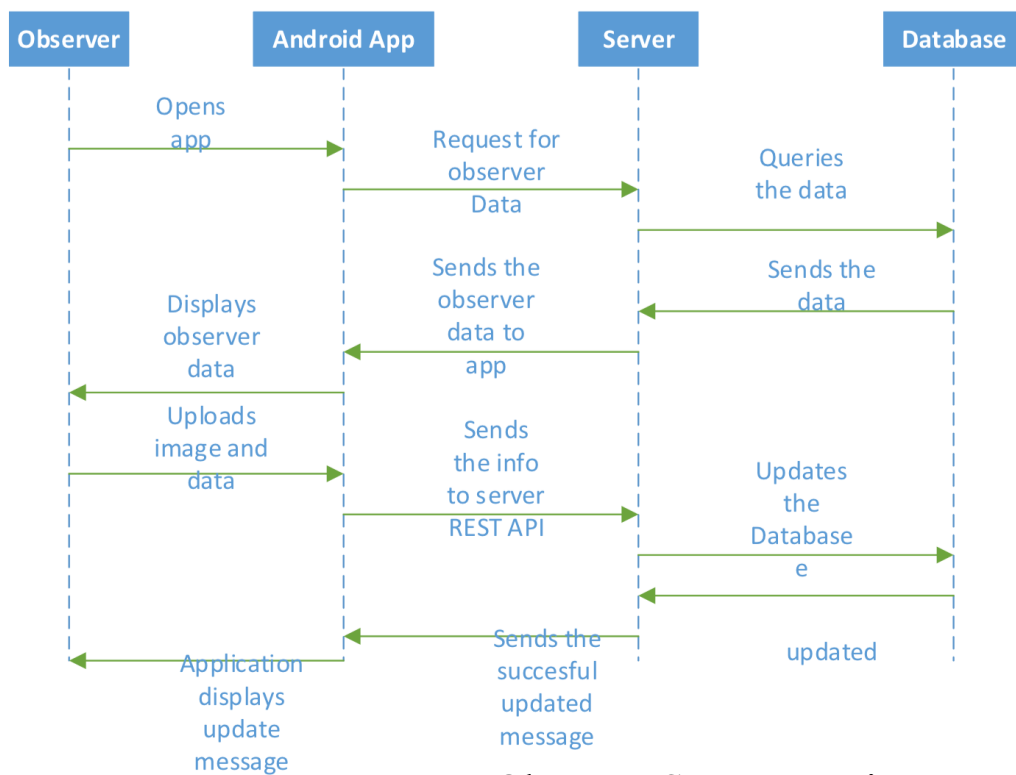 Observer
Android App
Server
Database
Opens
app
Request for
observer
Data
Queries
the data
Sends the
data
Sends the
observer
data to
app
Displays
observer
data
Uploads
image and
data
Sends
the info
to server
REST API
Updates
the
Databas
e
updated
Sends the
succesful
updated
message
Application
displays
update
message